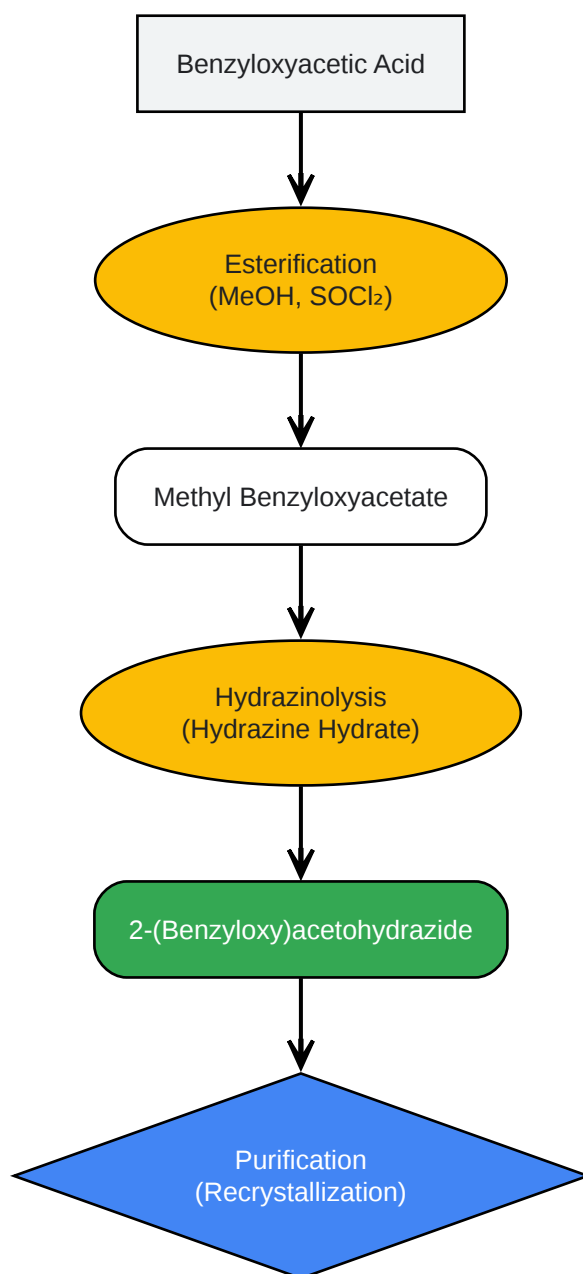 Benzyloxyacetic Acid
Esterification
(MeOH, SOCl₂)
Methyl Benzyloxyacetate
Hydrazinolysis
(Hydrazine Hydrate)
2-(Benzyloxy)acetohydrazide
Purification
(Recrystallization)